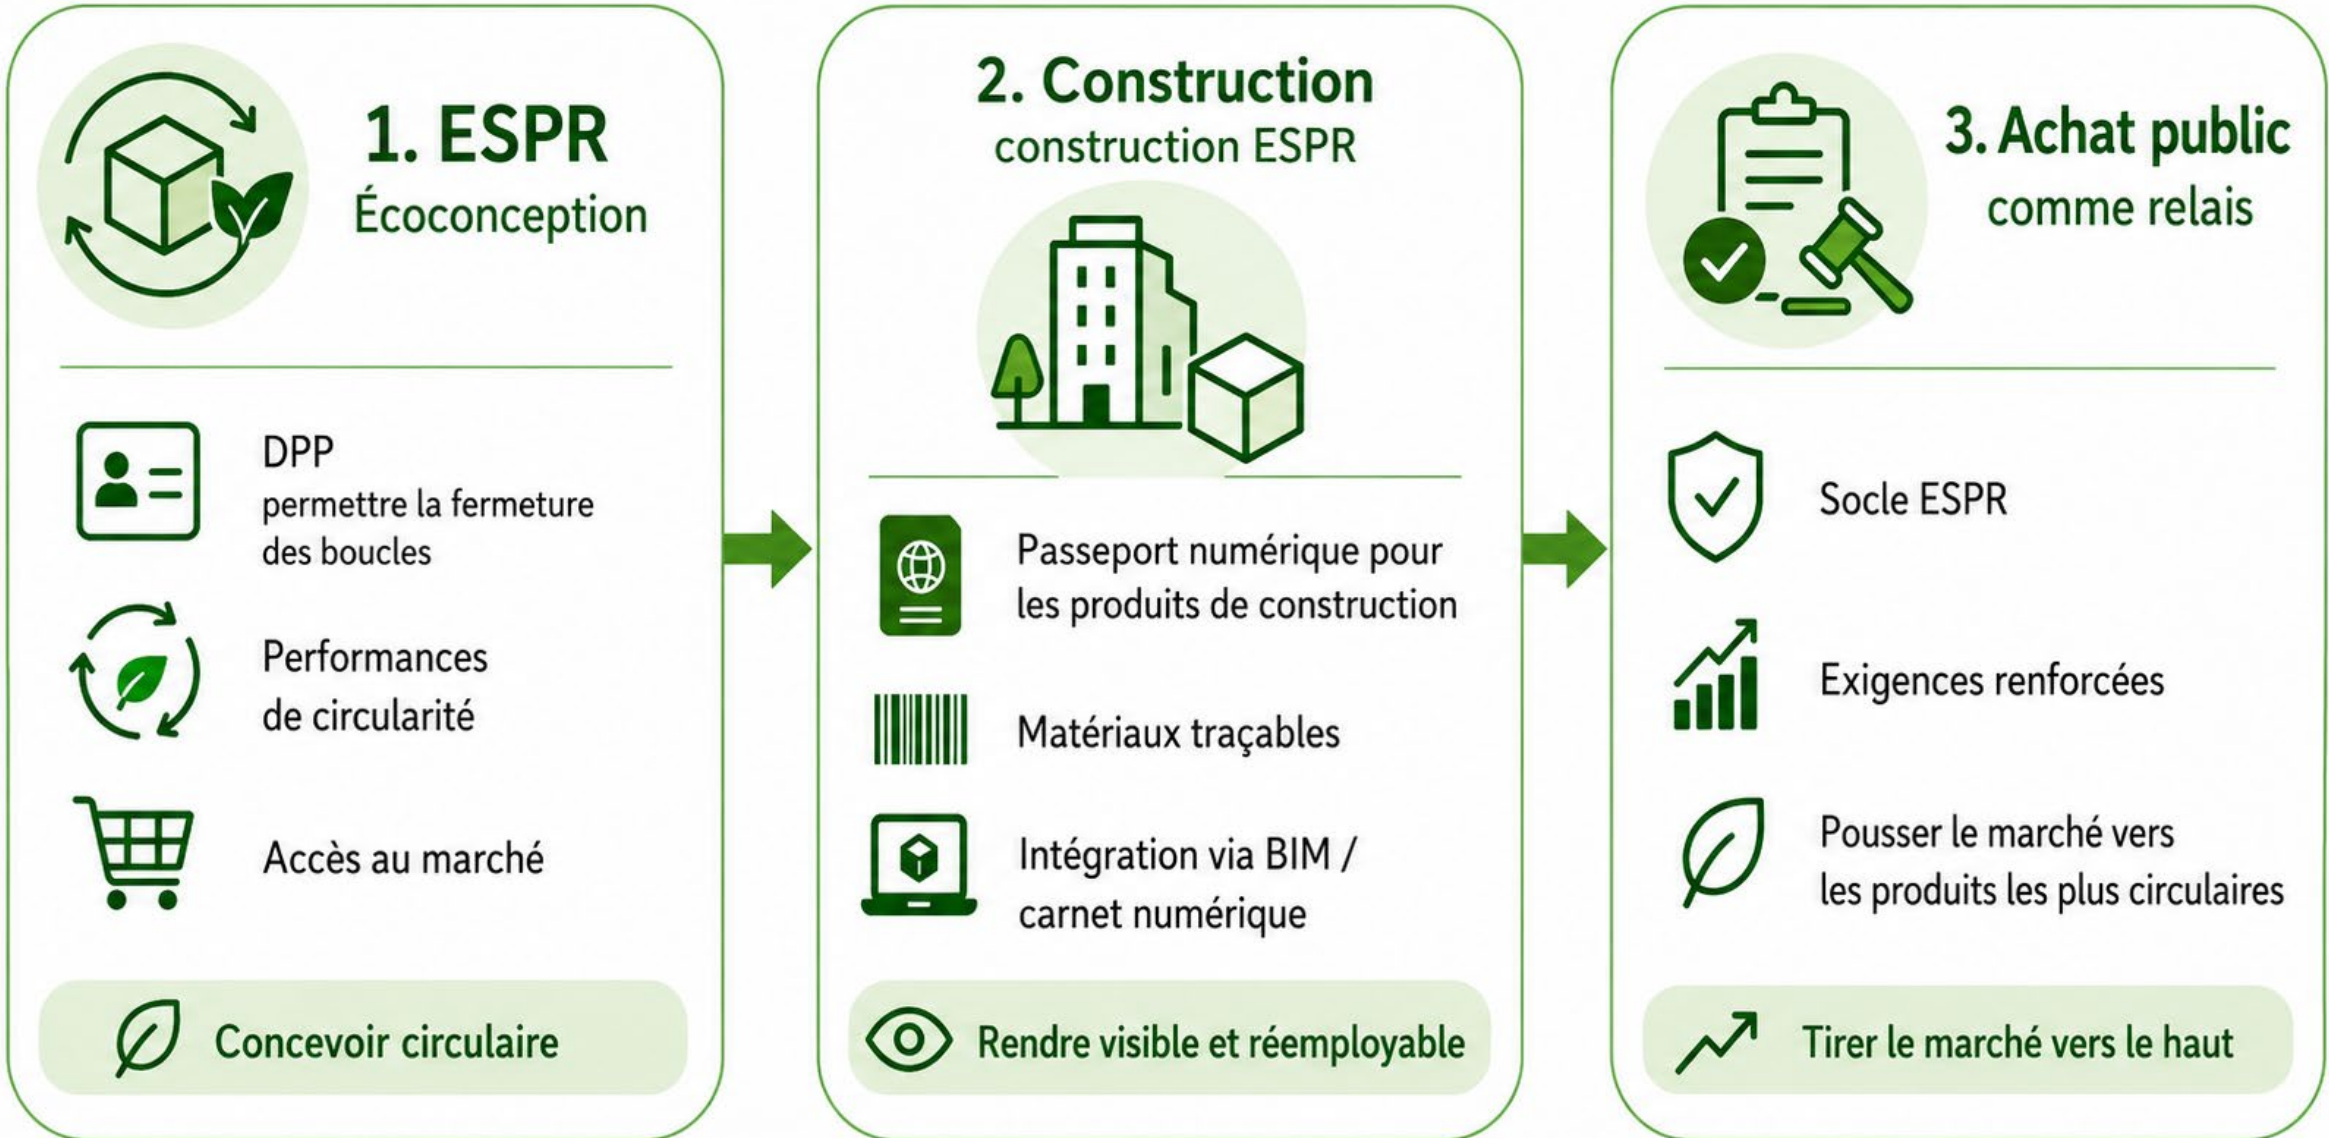 1. ESPR
Écoconception
DPP
permettre la fermeture
des boucles
Performances
de circularité
Accès au marché
Concevoir circulaire
2. Construction
construction ESPR
Passeport numérique pour
les produits de construction
Matériaux traçables
Intégration via BIM /
carnet numérique
Rendre visible et réemployable
3. Achat public
comme relais
Socle ESPR
Exigences renforcées
Pousser le marché vers
les produits les plus circulaires
Tirer le marché vers le haut